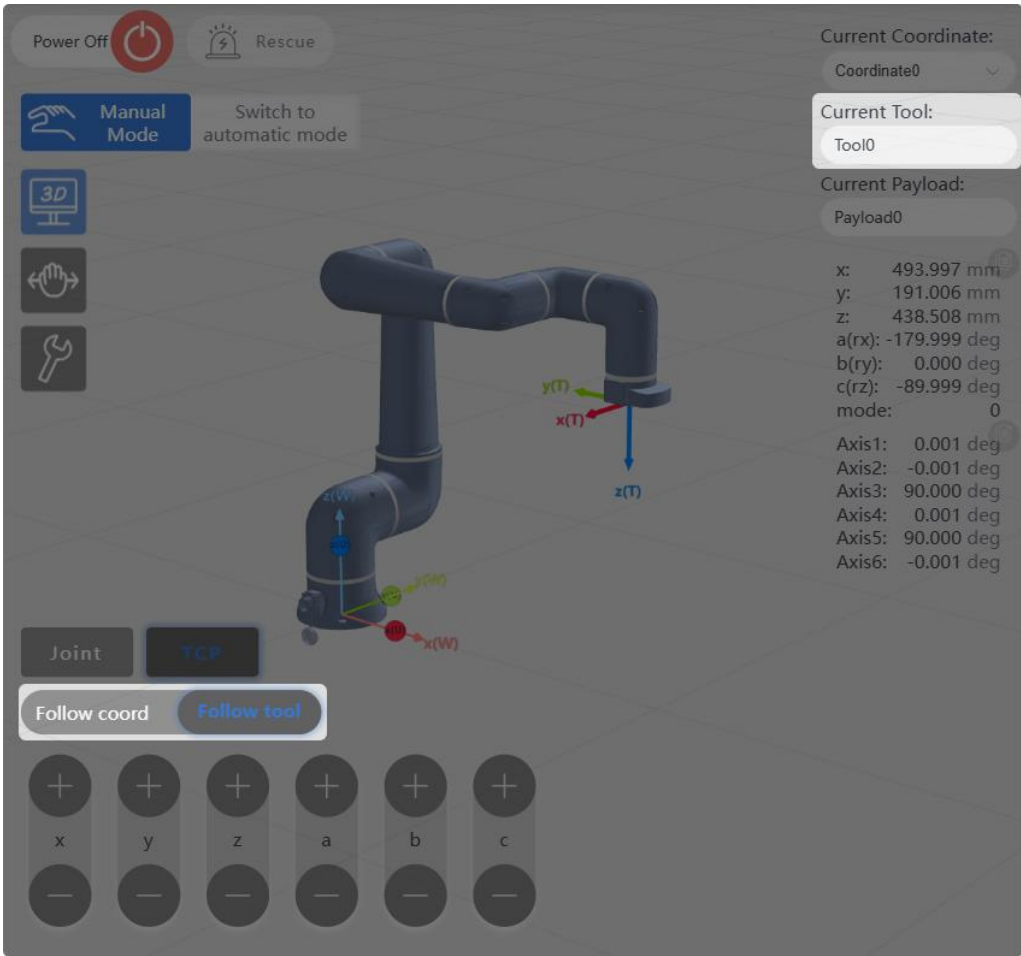 Power Off
Rescue
Manual
Mode
Switch to
automatic mode
3D
Current Coordinate:
Coordinate0
Current Tool:
Tool0
Current Payload:
Payload0
x: 493.997 mm
y: 191.006 mm
z: 438.508 mm
a(rx): -179.999 deg
b(ry): 0.000 deg
c(rz): -89.999 deg
mode: 0
Axis1: 0.001 deg
Axis2: -0.001 deg
Axis3: 90.000 deg
Axis4: 0.001 deg
Axis5: 90.000 deg
Axis6: -0.001 deg
y(T)
x(T)
z(T)
z(W)
y(W)
x(W)
Joint
TCP
Follow coord
Follow tool
x y z a b c